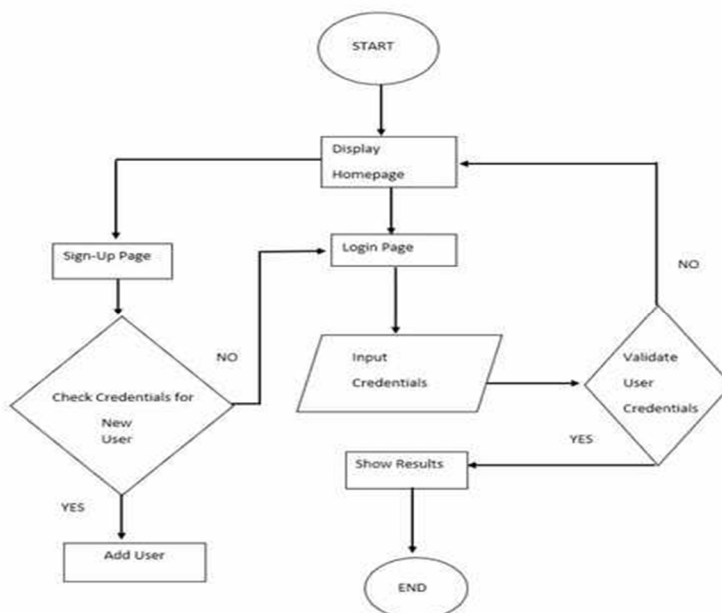 START
Display
Homepage
Sign-Up Page
Login Page
NO
NO
Input
Credentials
Validate
User
Credentials
Check Credentials for
New
User
YES
Show Results
YES
Add User
END